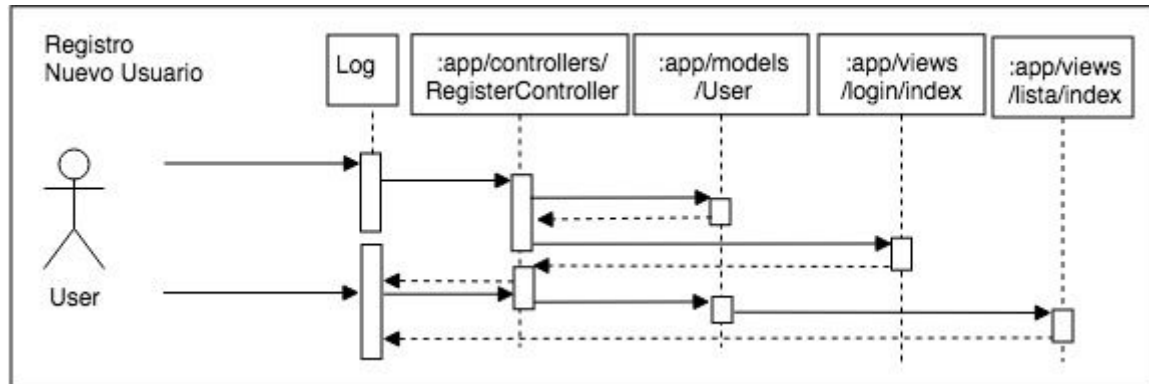 Registro
Nuevo Usuario
Log
:app/controllers/
RegisterController
:app/models
/User
:app/views
/login/index
:app/views
/lista/index
User